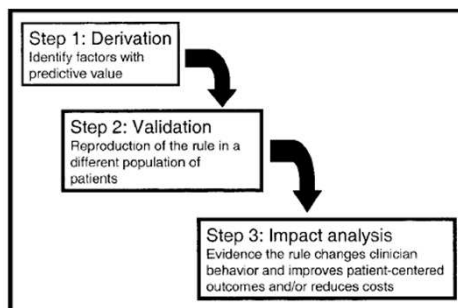 Step 1: Derivation
Identify factors with
predictive value
Step 2: Validation
Reproduction of the rule in a
different population of
patients
Step 3: Impact analysis
Evidence the rule changes clinician
behavior and improves patient-centered
outcomes and/or reduces costs